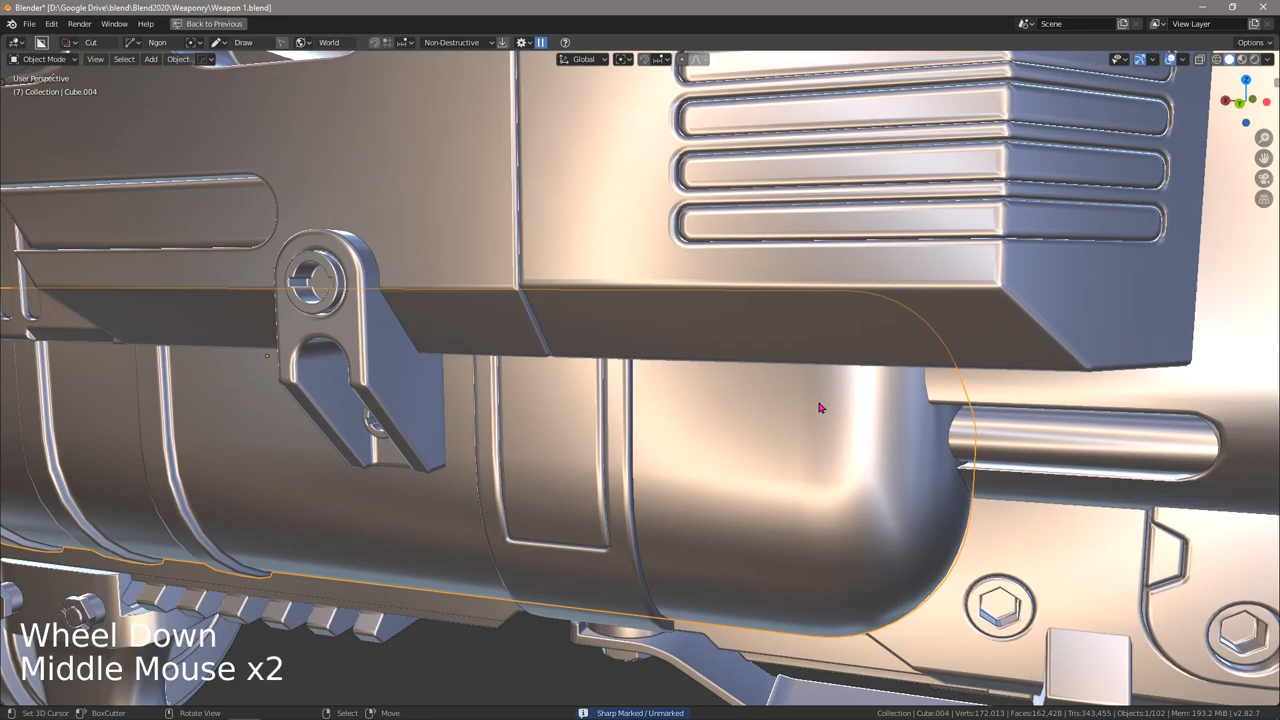 Blender* [D:\Google Drive\blend\Blend2020\Weaponry\Weapon 1.blend]
File Edit Render Window Help Back to Previous Scene View Layer
Cut Ngon Draw World Non-Destructive Options
Object Mode View Select Add Object Global
User Perspective
(7) Collection | Cube.004
Z
X Y
Wheel Down
Middle Mouse x2
Set 3D Cursor BoxCutter Rotate View Select Move Sharp Marked / Unmarked Collection | Cube.004 | Verts:172,013 | Faces:162,428 | Tris:343,455 | Objects:1/102 | Mem: 193.2 MiB | v2.82.7